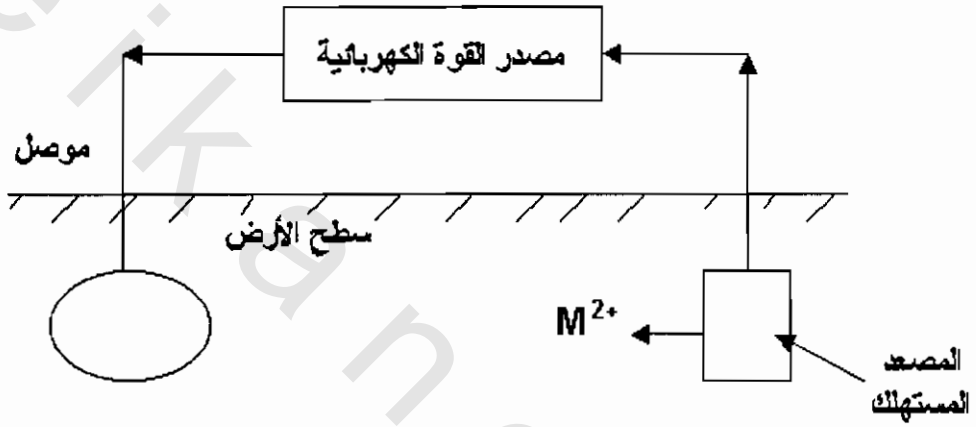 مصدر القوة الكهربائية
موصل
سطح الأرض
M²⁺
المصعد
المستهلك